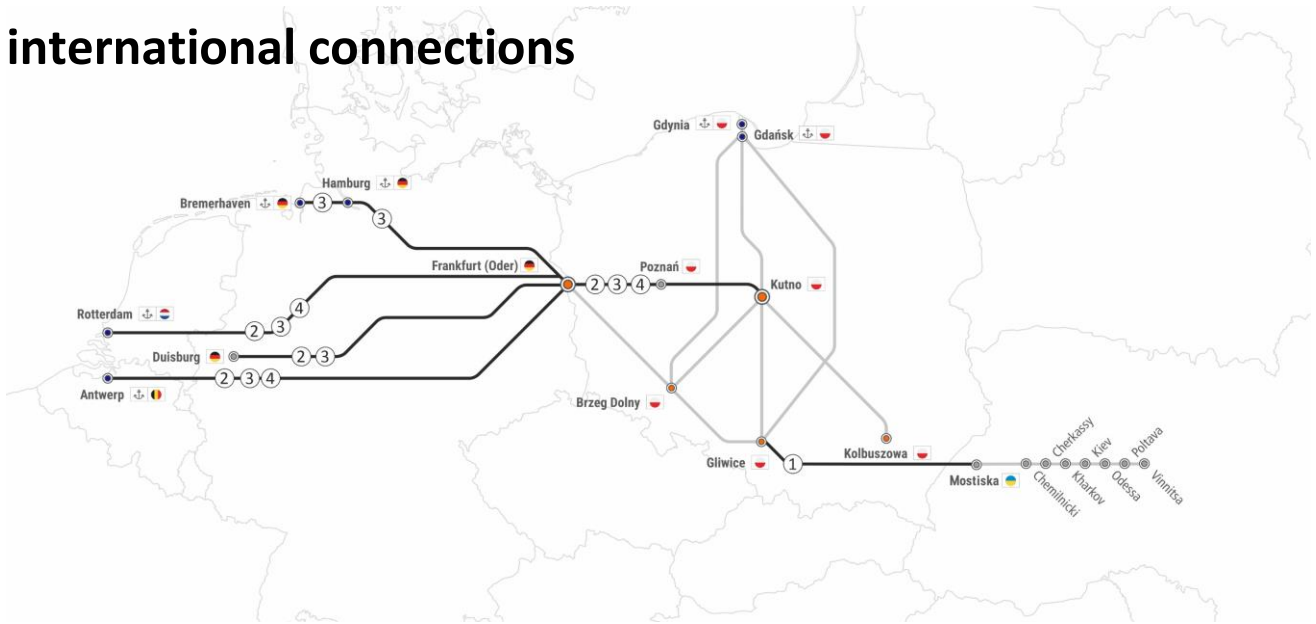 international connections
Gdynia
Gdańsk
Hamburg
Bremerhaven
3
3
Frankfurt (Oder)
Poznań
2 3 4
Kutno
Rotterdam
2 3 4
Duisburg
2 3
Antwerp
2 3 4
Brzeg Dolny
Gliwice
1
Kolbuszowa
Mostiska
Chemilnicki
Cherkassy
Kharkov
Kiev
Odessa
Poltava
Vinnitsa